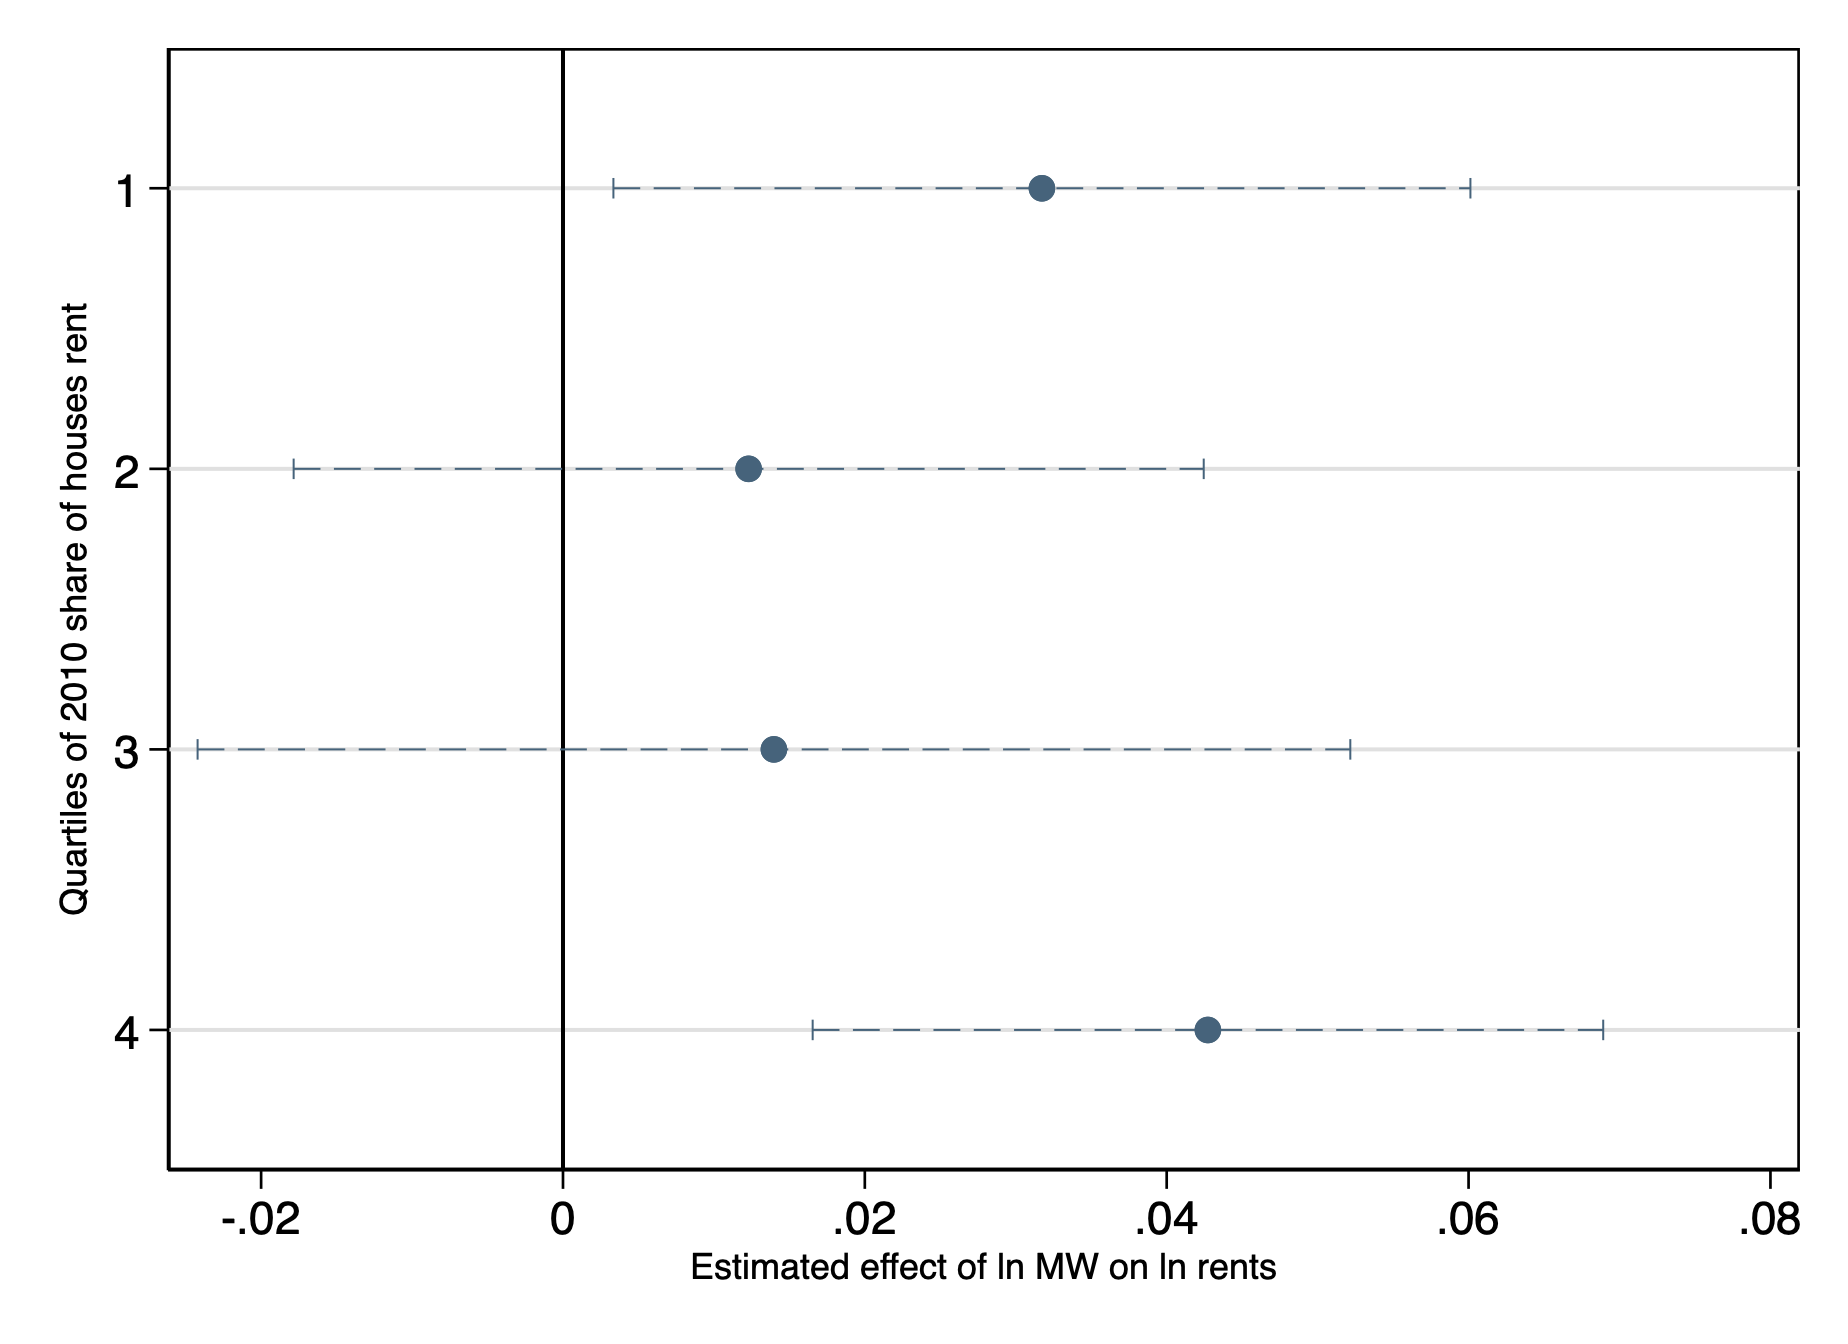 Quartiles of 2010 share of houses rent
1
2
3
4
-.02 0 .02 .04 .06 .08
Estimated effect of ln MW on ln rents